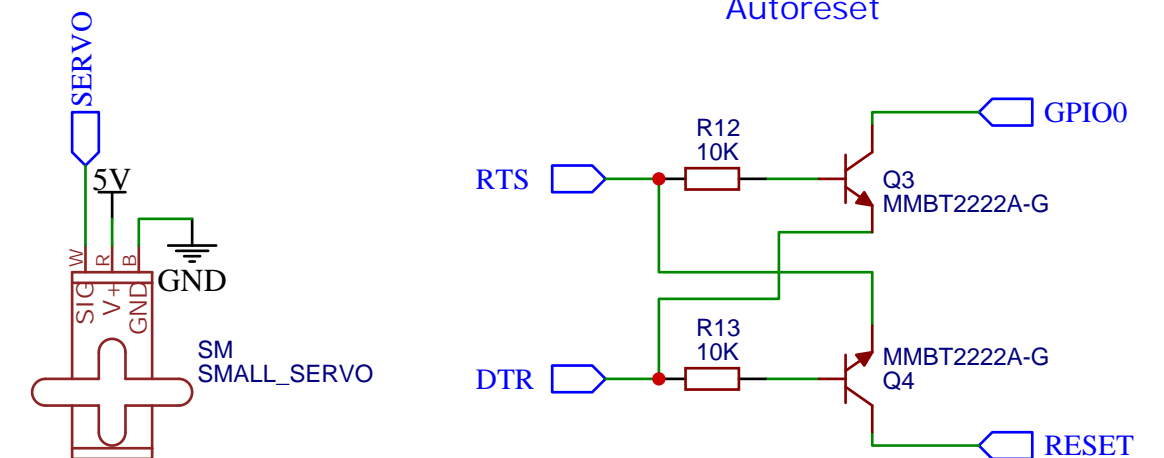 Autoreset
SERVO
5V
GND
W
R
B
SIG
V+
GND
SM
SMALL_SERVO
RTS
R12
10K
GPIO0
Q3
MMBT2222A-G
R13
10K
DTR
MMBT2222A-G
Q4
RESET